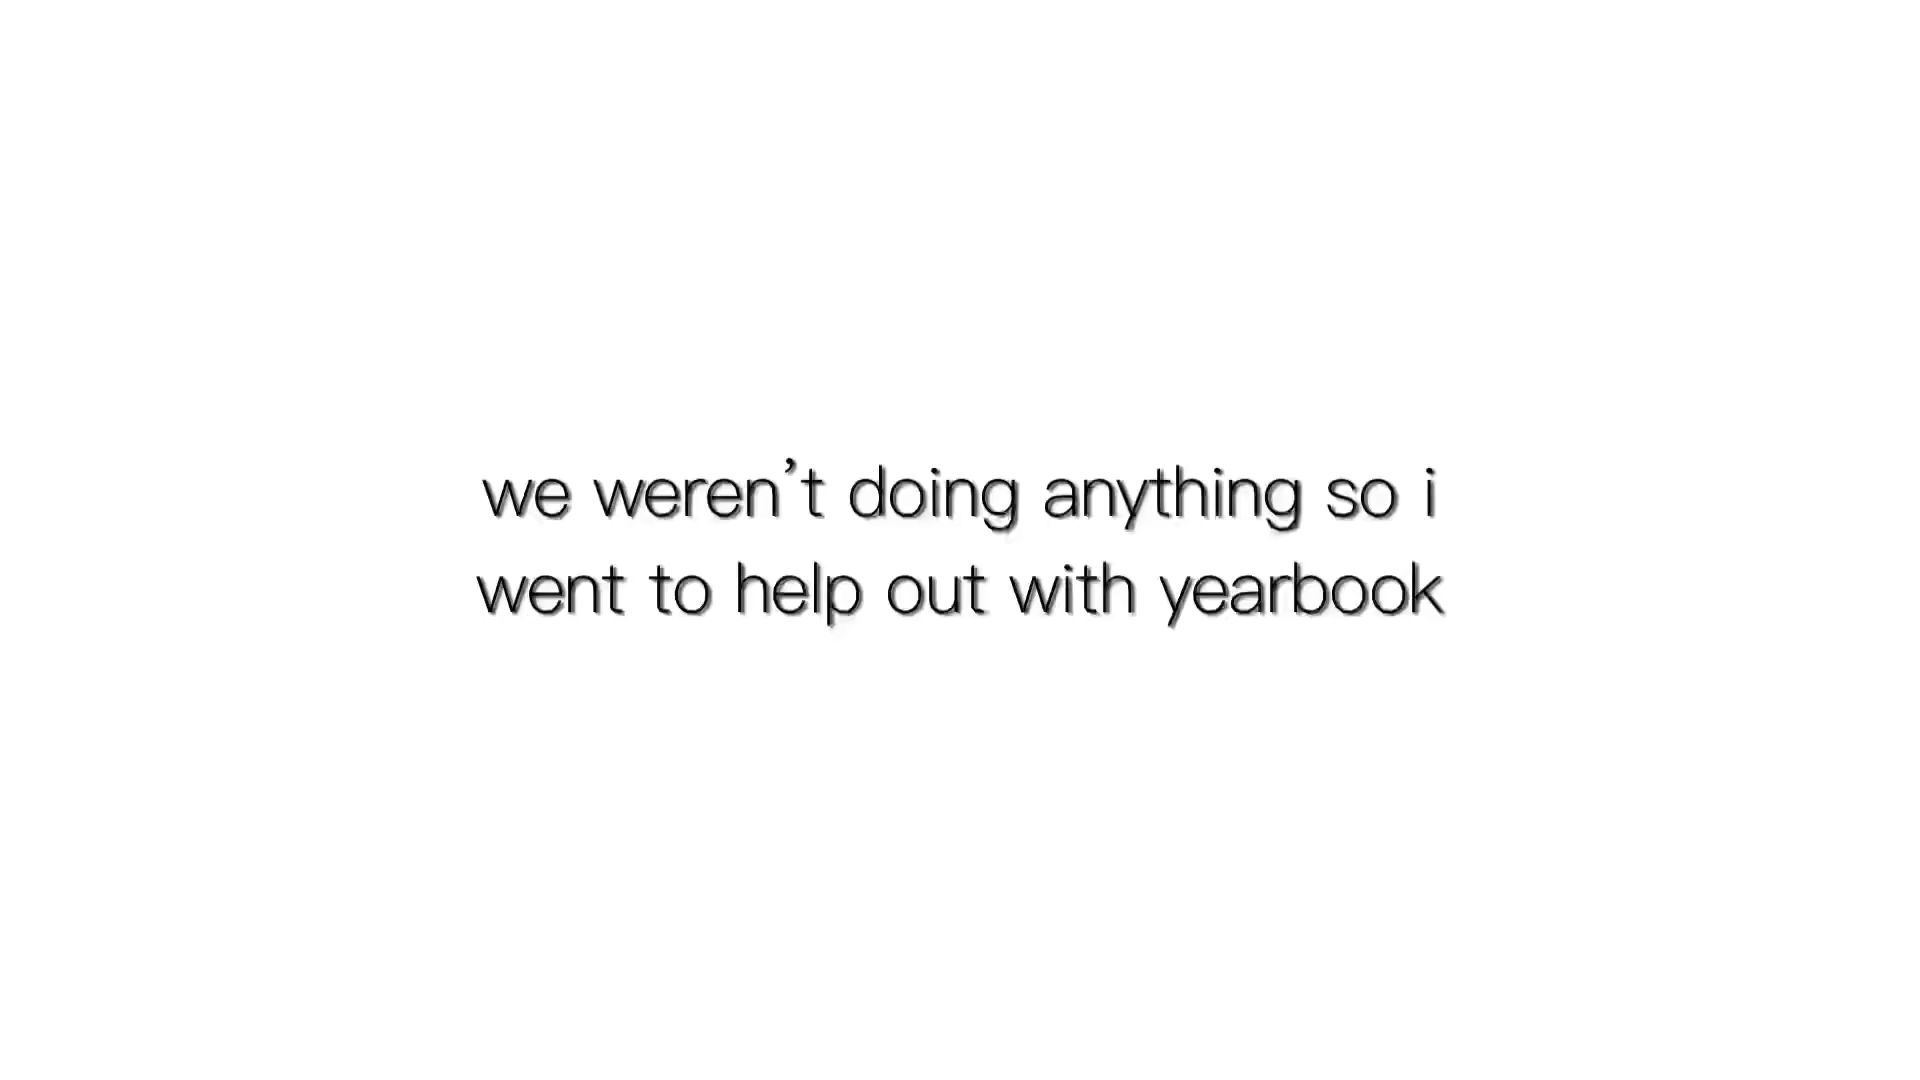 we weren’t doing anything so i
went to help out with yearbook